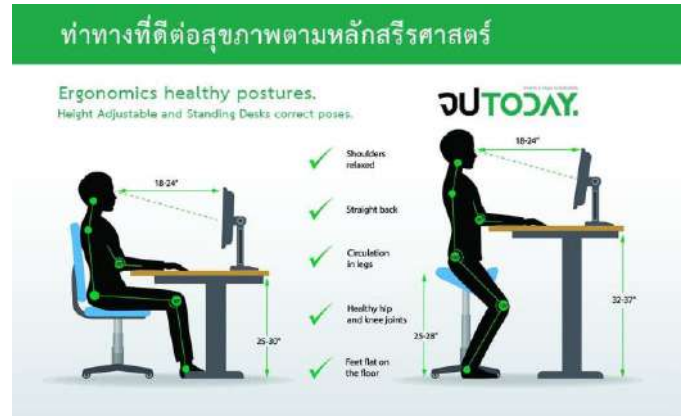 ท่าทางที่ดีต่อสุขภาพตามหลักสรีรศาสตร์
Ergonomics healthy postures.
Height Adjustable and Standing Desks correct poses.
จปTODAY.
18-24"
25-30"
Shoulders
relaxed
Straight back
Circulation
in legs
Healthy hip
and knee joints
Feet flat on
the floor
18-24"
25-28"
32-37"